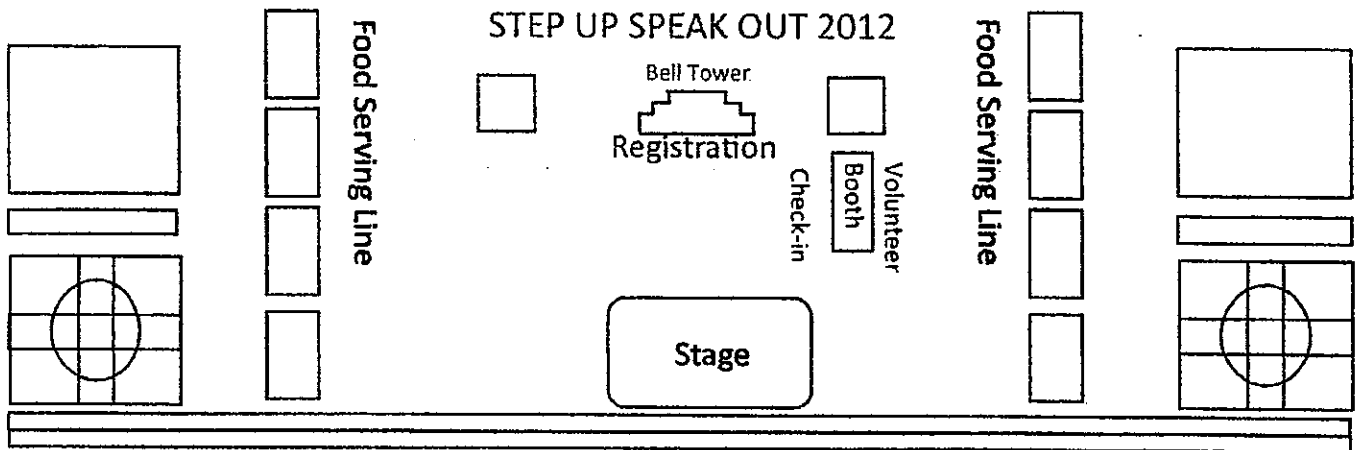 STEP UP SPEAK OUT 2012
Food Serving Line
Bell Tower
Registration
Check-in
Booth
Volunteer
Food Serving Line
Stage